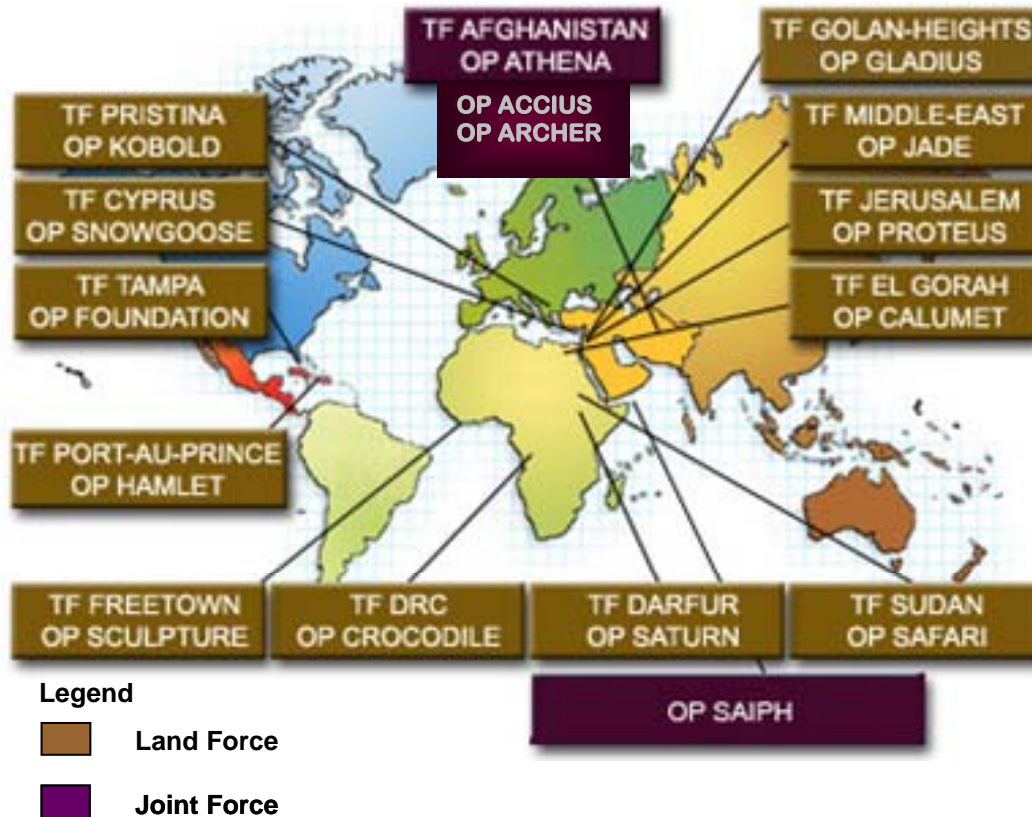 TF AFGHANISTAN
OP ATHENA
OP ACCIUS
OP ARCHER
TF GOLAN-HEIGHTS
OP GLADIUS
TF PRISTINA
OP KOBOLD
TF MIDDLE-EAST
OP JADE
TF CYPRUS
OP SNOWGOOSE
TF JERUSALEM
OP PROTEUS
TF TAMPA
OP FOUNDATION
TF EL GORAH
OP CALUMET
TF PORT-AU-PRINCE
OP HAMLET
TF FREETOWN
OP SCULPTURE
TF DRC
OP CROCODILE
TF DARFUR
OP SATURN
TF SUDAN
OP SAFARI
OP SAIPH
Legend
Land Force
Joint Force